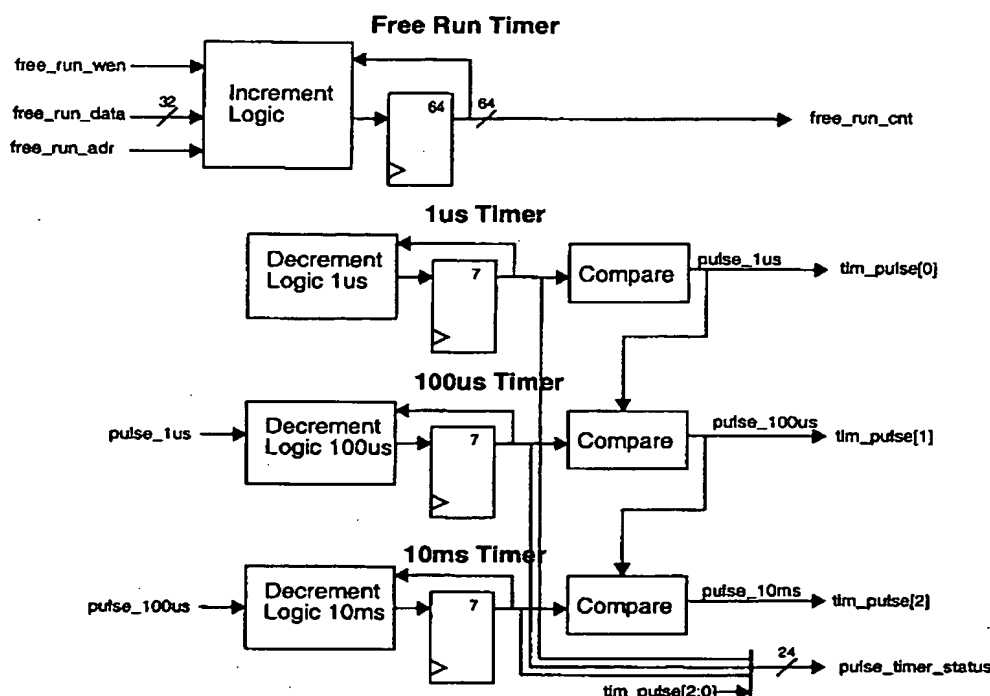 Free Run Timer
free_run_wen
free_run_data
32
free_run_adr
Increment
Logic
64
64
free_run_cnt
1us Timer
Decrement
Logic 1us
7
Compare
pulse_1us
tim_pulse[0]
100us Timer
pulse_1us
Decrement
Logic 100us
7
Compare
pulse_100us
tim_pulse[1]
10ms Timer
pulse_100us
Decrement
Logic 10ms
7
Compare
pulse_10ms
tim_pulse[2]
24
pulse_timer_status
tim_pulse[2:0]